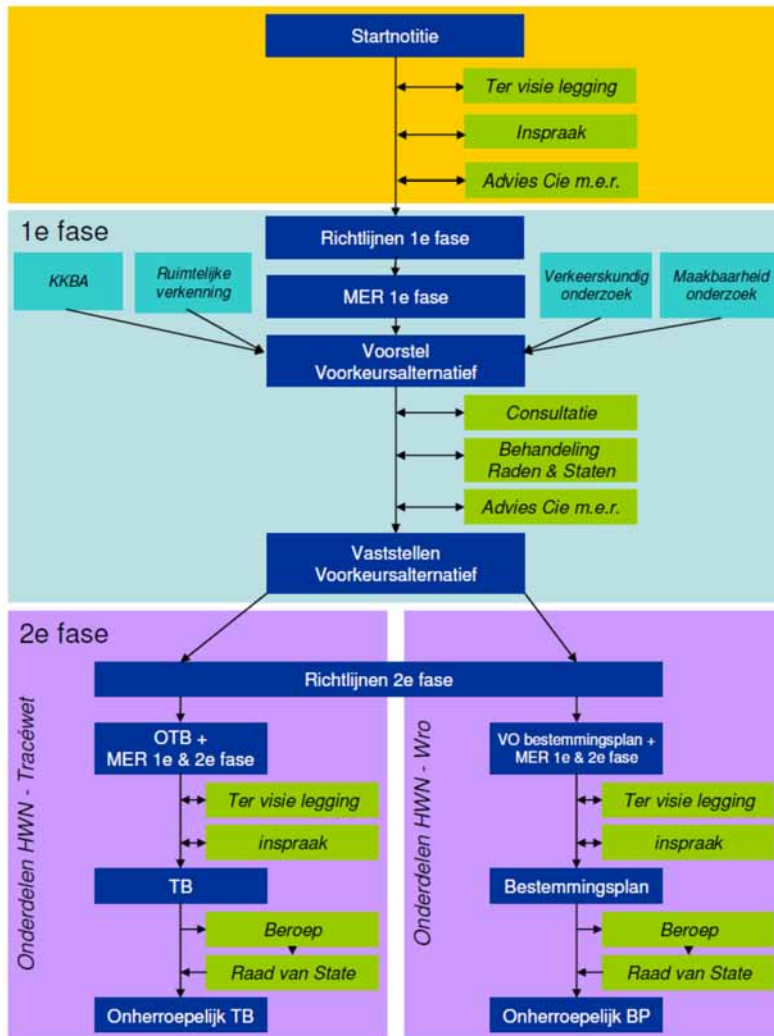 Startnotitie
Ter visie legging
Inspraak
Advies Cie m.e.r.
1e fase
Richtlijnen 1e fase
KKBA
Ruimtelijke
verkenning
MER 1e fase
Verkeerskundig
onderzoek
Maakbaarheid
onderzoek
Voorstel
Voorkeursalternatief
Consultatie
Behandeling
Raden & Staten
Advies Cie m.e.r.
Vaststellen
Voorkeursalternatief
2e fase
Richtlijnen 2e fase
Onderdelen HWN - Tracéwet
OTB +
MER 1e & 2e fase
Ter visie legging
inspraak
TB
Beroep
Raad van State
Onherroepelijk TB
Onderdelen HWN - Wro
VO bestemmingsplan +
MER 1e & 2e fase
Ter visie legging
inspraak
Bestemmingsplan
Beroep
Raad van State
Onherroepelijk BP